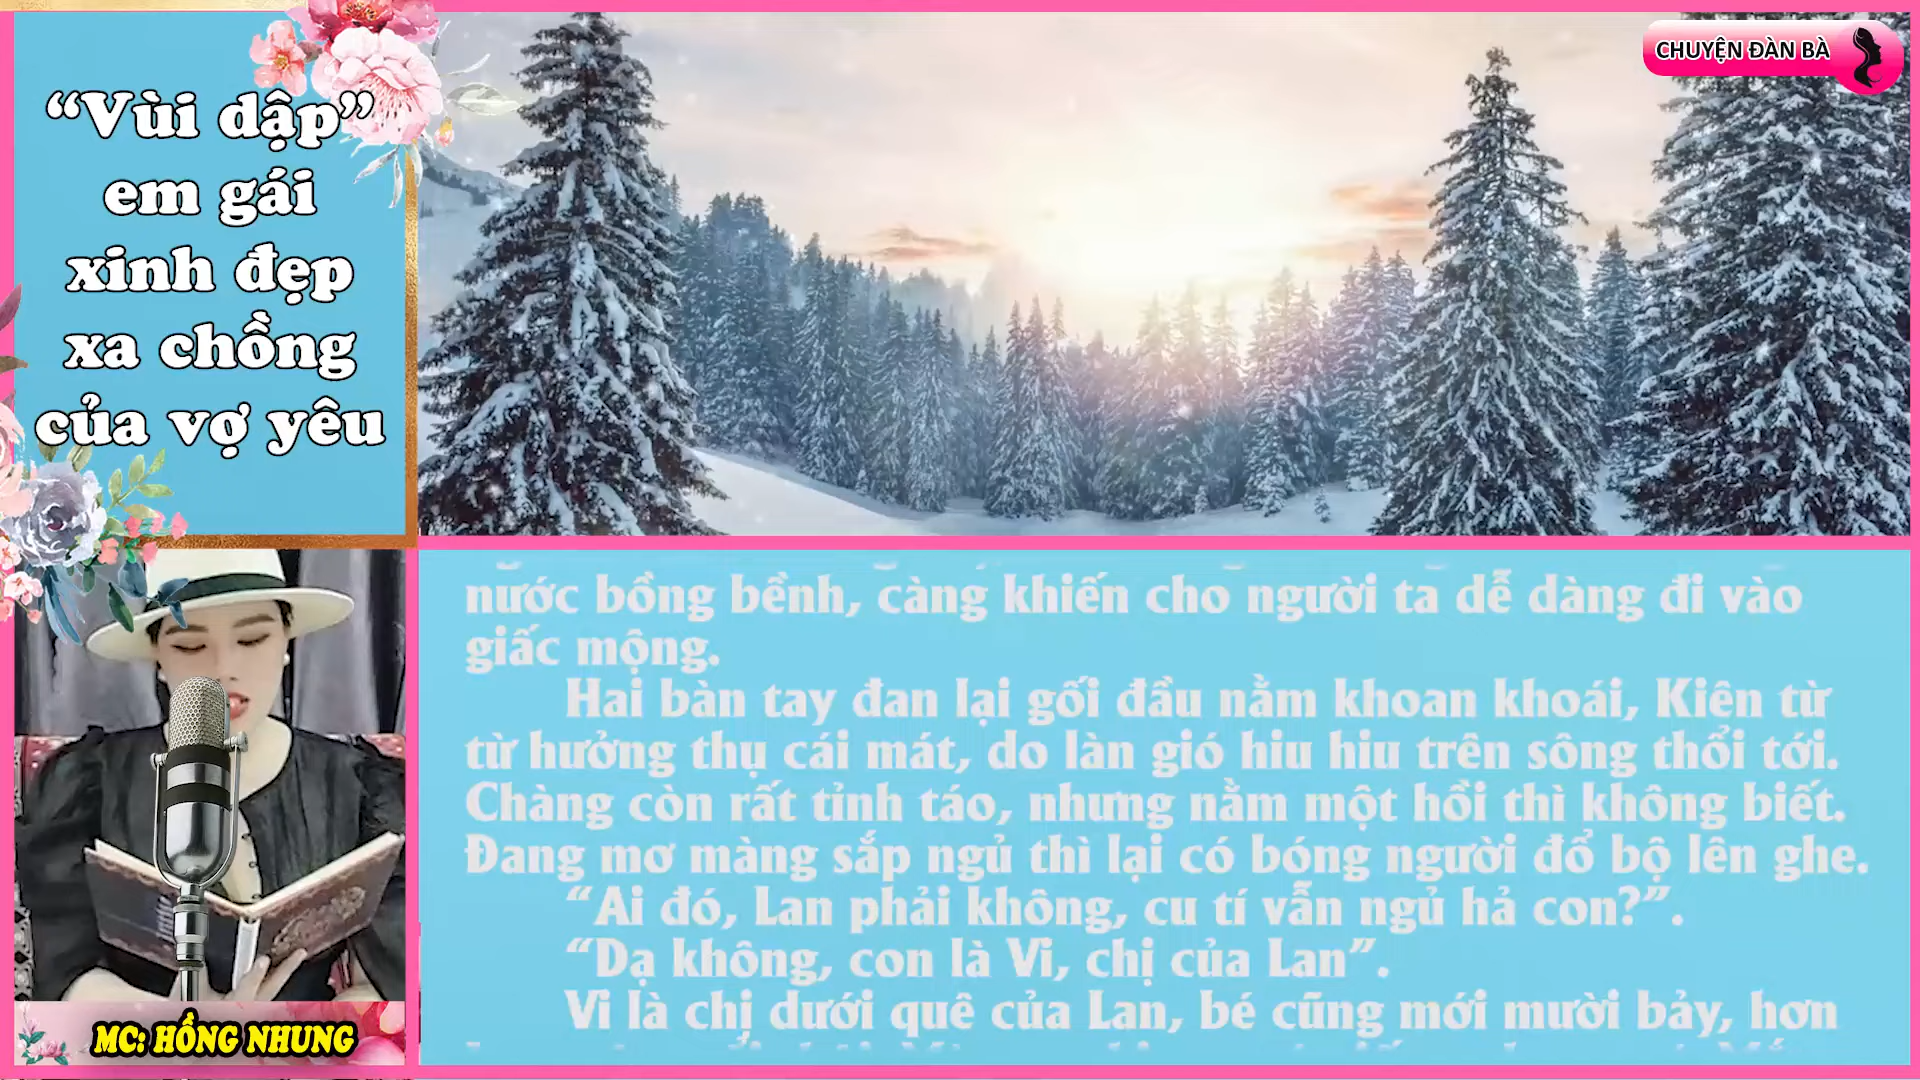 “Vùi dập”
em gái
xinh đẹp
xa chồng
của vợ yêu
CHUYỆN ĐÀN BÀ
nước bồng bềnh, càng khiến cho người ta dễ dàng đi vào
giấc mộng.
Hai bàn tay đan lại gối đầu nằm khoan khoái, Kiên từ
từ hưởng thụ cái mát, do làn gió hiu hiu trên sông thổi tới.
Chàng còn rất tỉnh táo, nhưng nằm một hồi thì không biết.
Đang mơ màng sắp ngủ thì lại có bóng người đổ bộ lên ghe.
“Ai đó, Lan phải không, cu tí vẫn ngủ hả con?”.
“Dạ không, con là Vi, chị của Lan”.
Vi là chị dưới quê của Lan, bé cũng mới mười bảy, hơn
MC: HỒNG NHUNG